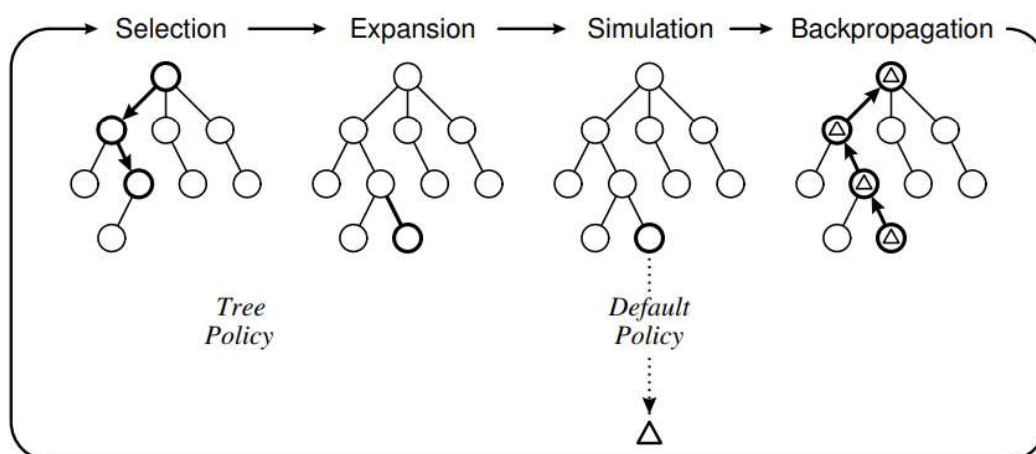 Selection Expansion Simulation Backpropagation
Tree
Policy
Default
Policy